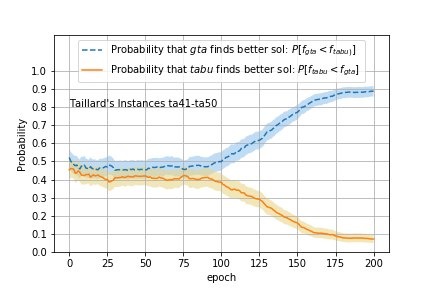 Probability that gta finds better sol: P[f_gta < f_tabu)]
Probability that tabu finds better sol: P[f_tabu < f_gta]
Taillard's Instances ta41-ta50
Probability
1.0
0.9
0.8
0.7
0.6
0.5
0.4
0.3
0.2
0.1
0.0
0 25 50 75 100 125 150 175 200
epoch